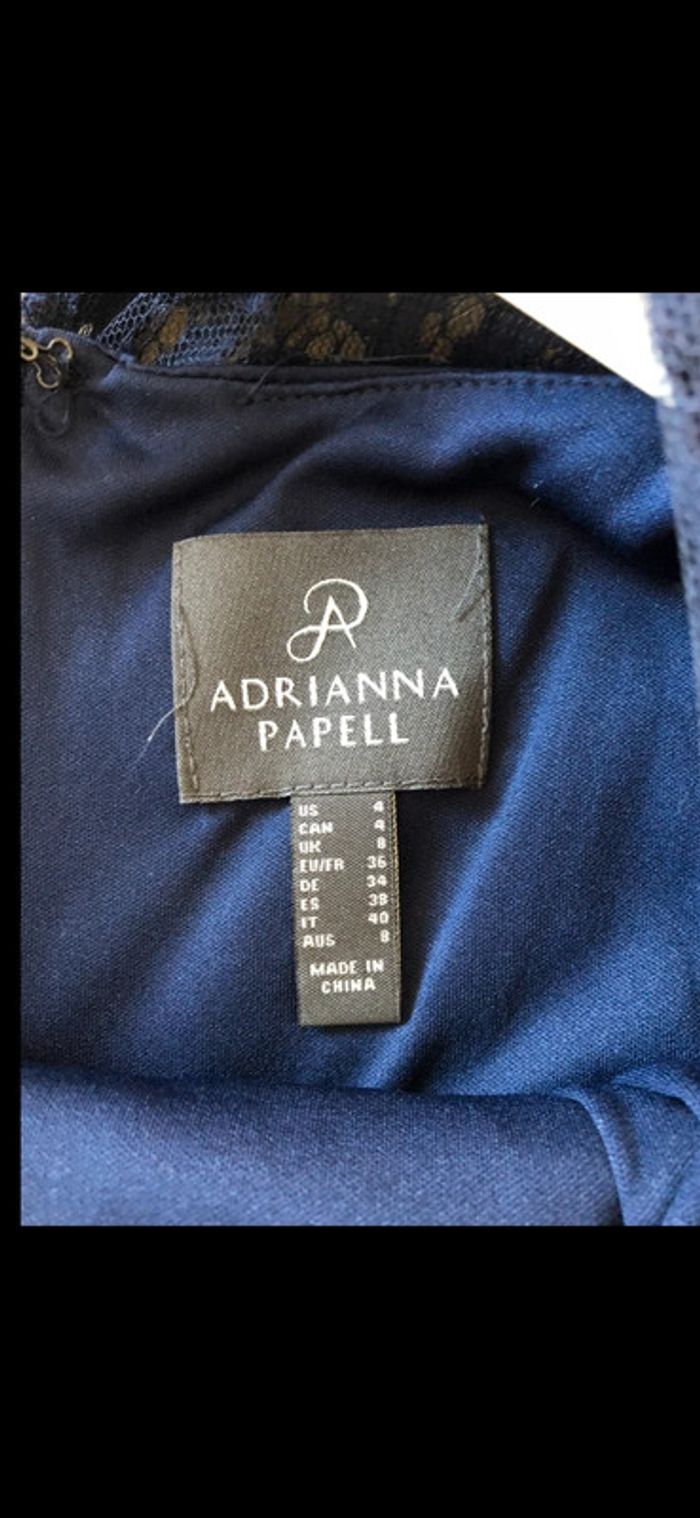 ADRIANNA
PAPELL
US 4
CAN 4
UK 8
EU/FR 36
DE 34
ES 38
IT 40
AUS 8
MADE IN
CHINA